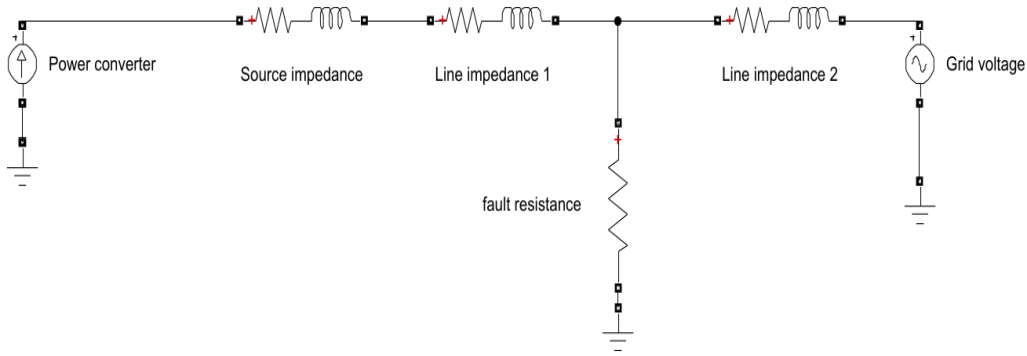 Power converter
Source impedance
Line impedance 1
Line impedance 2
Grid voltage
fault resistance